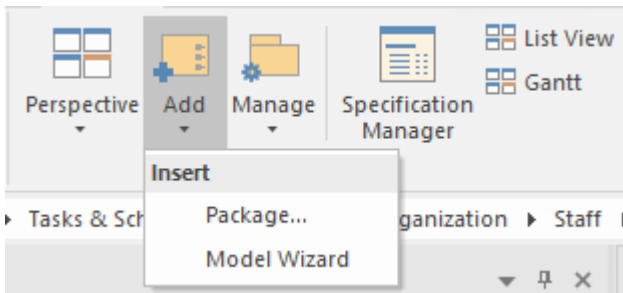 List View
Gantt
Perspective Add Manage Specification Manager
Insert
Package...
Model Wizard
Tasks & Sch ganization Staff